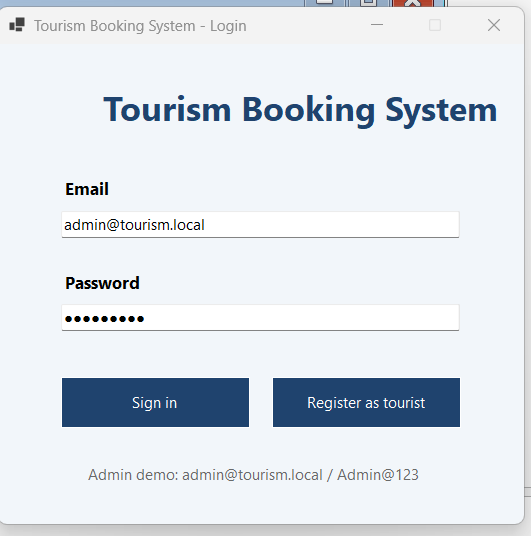 Tourism Booking System - Login
Tourism Booking System
Email
admin@tourism.local
Password
●●●●●●●●●
Sign in
Register as tourist
Admin demo: admin@tourism.local / Admin@123